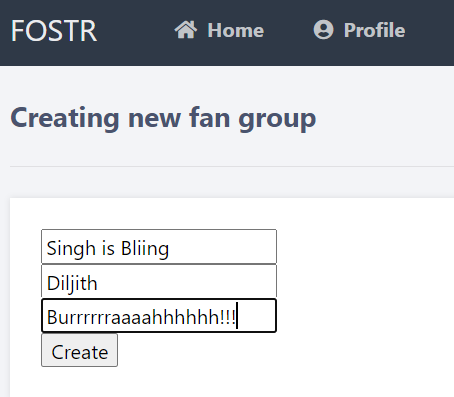 FOSTR Home Profile
Creating new fan group
Singh is Bliing
Diljith
Burrrrrraaaahhhhhh!!!
Create